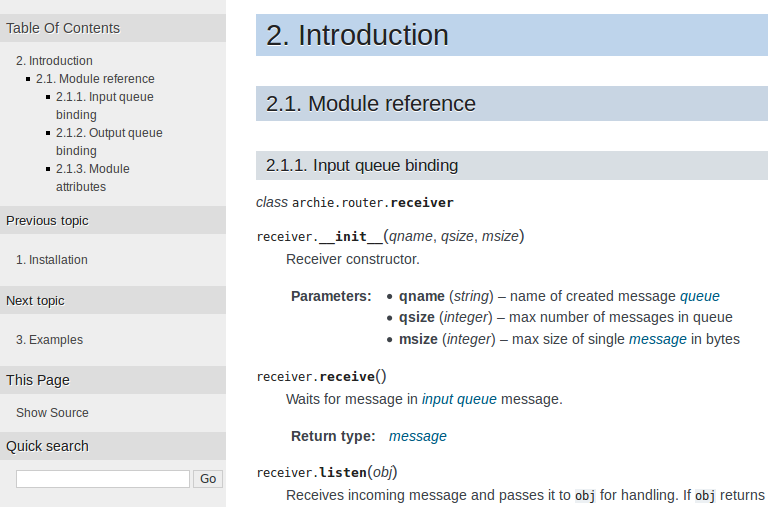 Table Of Contents
2. Introduction
2.1. Module reference
2.1.1. Input queue
binding
2.1.2. Output queue
binding
2.1.3. Module
attributes
Previous topic
1. Installation
Next topic
3. Examples
This Page
Show Source
Quick search
Go
2. Introduction
2.1. Module reference
2.1.1. Input queue binding
class archie.router.receiver
receiver.__init__(qname, qsize, msize)
Receiver constructor.
Parameters: • qname (string) – name of created message queue
• qsize (integer) – max number of messages in queue
• msize (integer) – max size of single message in bytes
receiver.receive()
Waits for message in input queue message.
Return type: message
receiver.listen(obj)
Receives incoming message and passes it to obj for handling. If obj returns